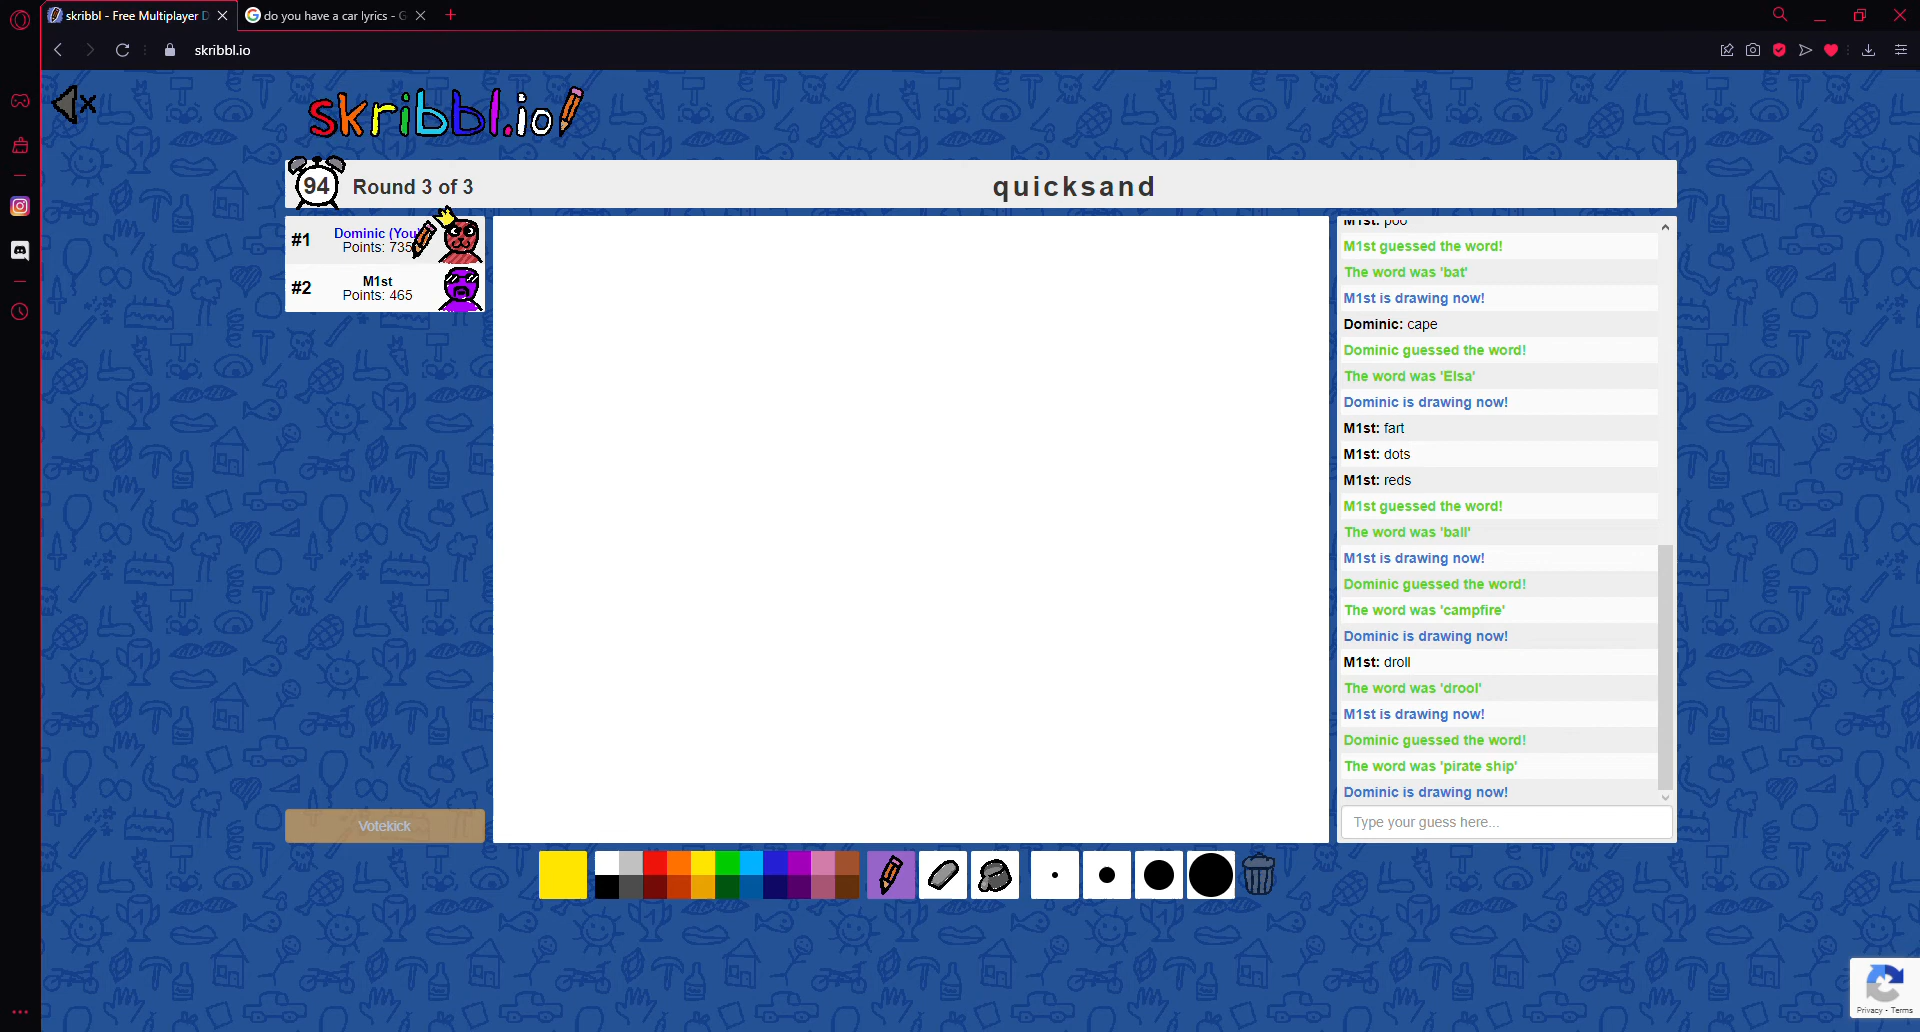 skribbl - Free Multiplayer D
do you have a car lyrics - G
skribbl.io
skribbl.io
94
Round 3 of 3
quicksand
#1
Dominic (You)
Points: 735
#2
M1st
Points: 465
M1st: poo
M1st guessed the word!
The word was 'bat'
M1st is drawing now!
Dominic: cape
Dominic guessed the word!
The word was 'Elsa'
Dominic is drawing now!
M1st: fart
M1st: dots
M1st: reds
M1st guessed the word!
The word was 'ball'
M1st is drawing now!
Dominic guessed the word!
The word was 'campfire'
Dominic is drawing now!
M1st: droll
The word was 'drool'
M1st is drawing now!
Dominic guessed the word!
The word was 'pirate ship'
Dominic is drawing now!
Type your guess here...
Votekick
Privacy - Terms